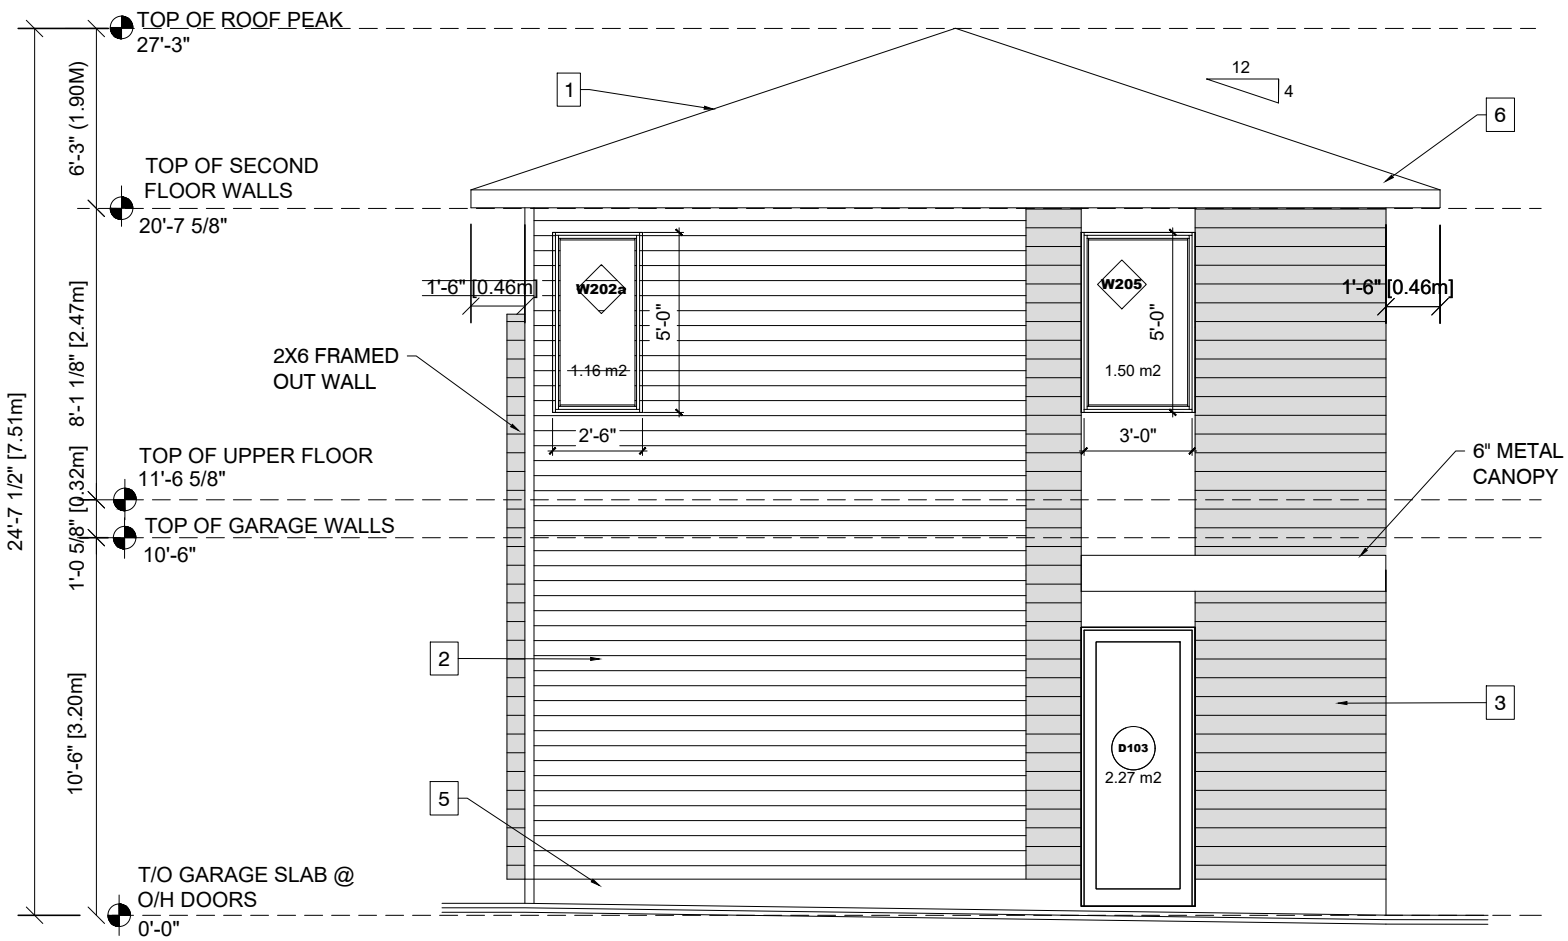 TOP OF ROOF PEAK
27'-3"
12
4
1
6
6'-3" (1.90M)
TOP OF SECOND
FLOOR WALLS
20'-7 5/8"
1'-6" [0.46m]
W202a
5'-0"
1.16 m2
2'-6"
W205
5'-0"
1.50 m2
3'-0"
1'-6" [0.46m]
2X6 FRAMED
OUT WALL
8'-1 1/8" [2.47m]
24'-7 1/2" [7.51m]
TOP OF UPPER FLOOR
11'-6 5/8"
6" METAL
CANOPY
1'-0 5/8" [0.32m]
TOP OF GARAGE WALLS
10'-6"
2
3
10'-6" [3.20m]
D103
2.27 m2
5
T/O GARAGE SLAB @
O/H DOORS
0'-0"